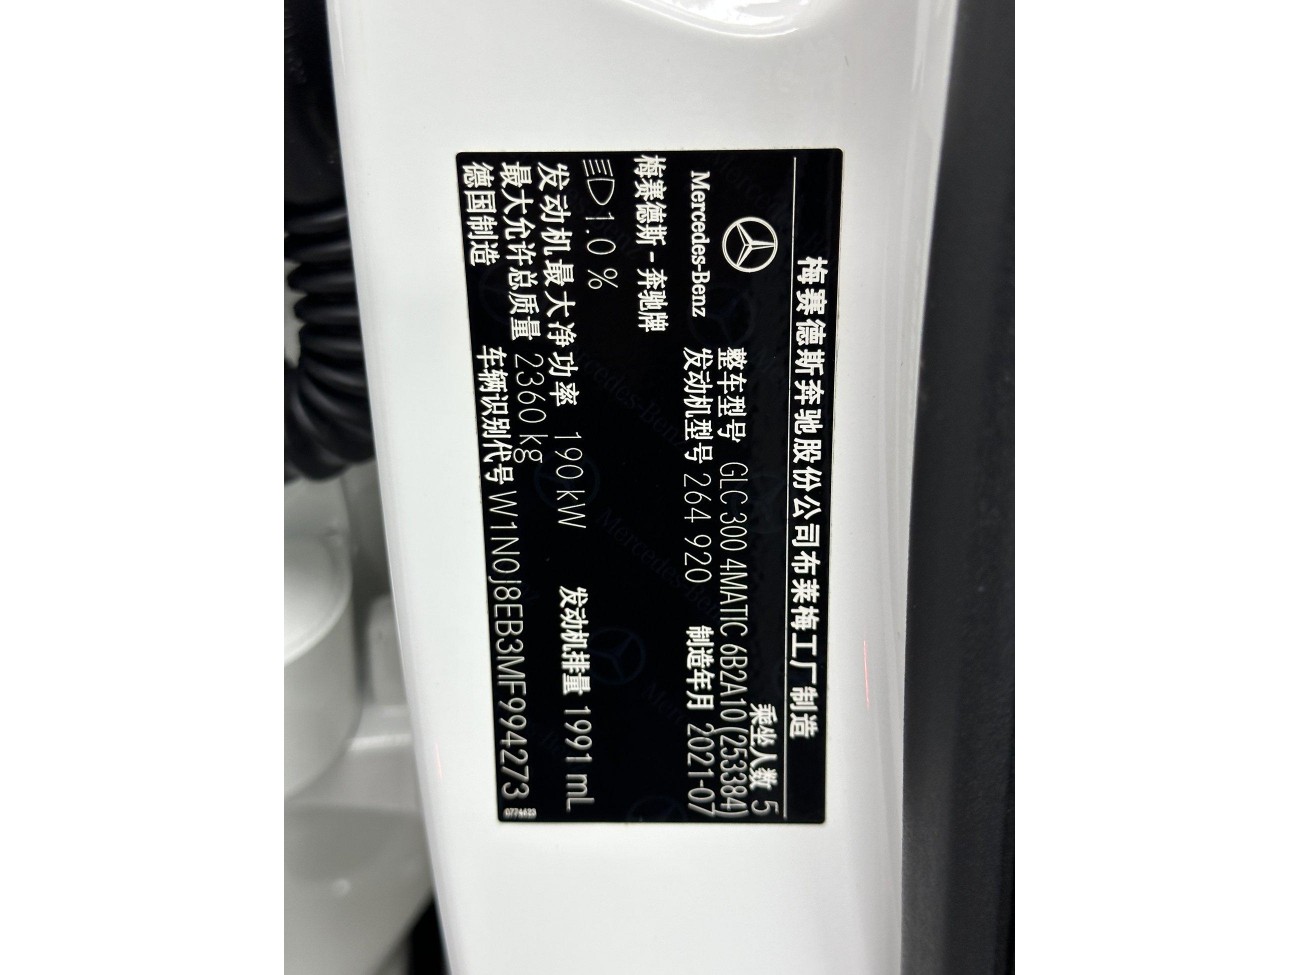 梅赛德斯奔驰股份公司布莱梅工厂制造
乘坐人数 5
Mercedes-Benz
整车型号 GLC 300 4MATIC 6B2A10(253384)
发动机型号 264 920
制造年月 2021-07
梅赛德斯-奔驰牌
1.0 %
发动机最大净功率 190 kW
发动机排量 1991 mL
最大允许总质量 2360 kg
德国制造
车辆识别代号 W1N0J8EB3MF994273